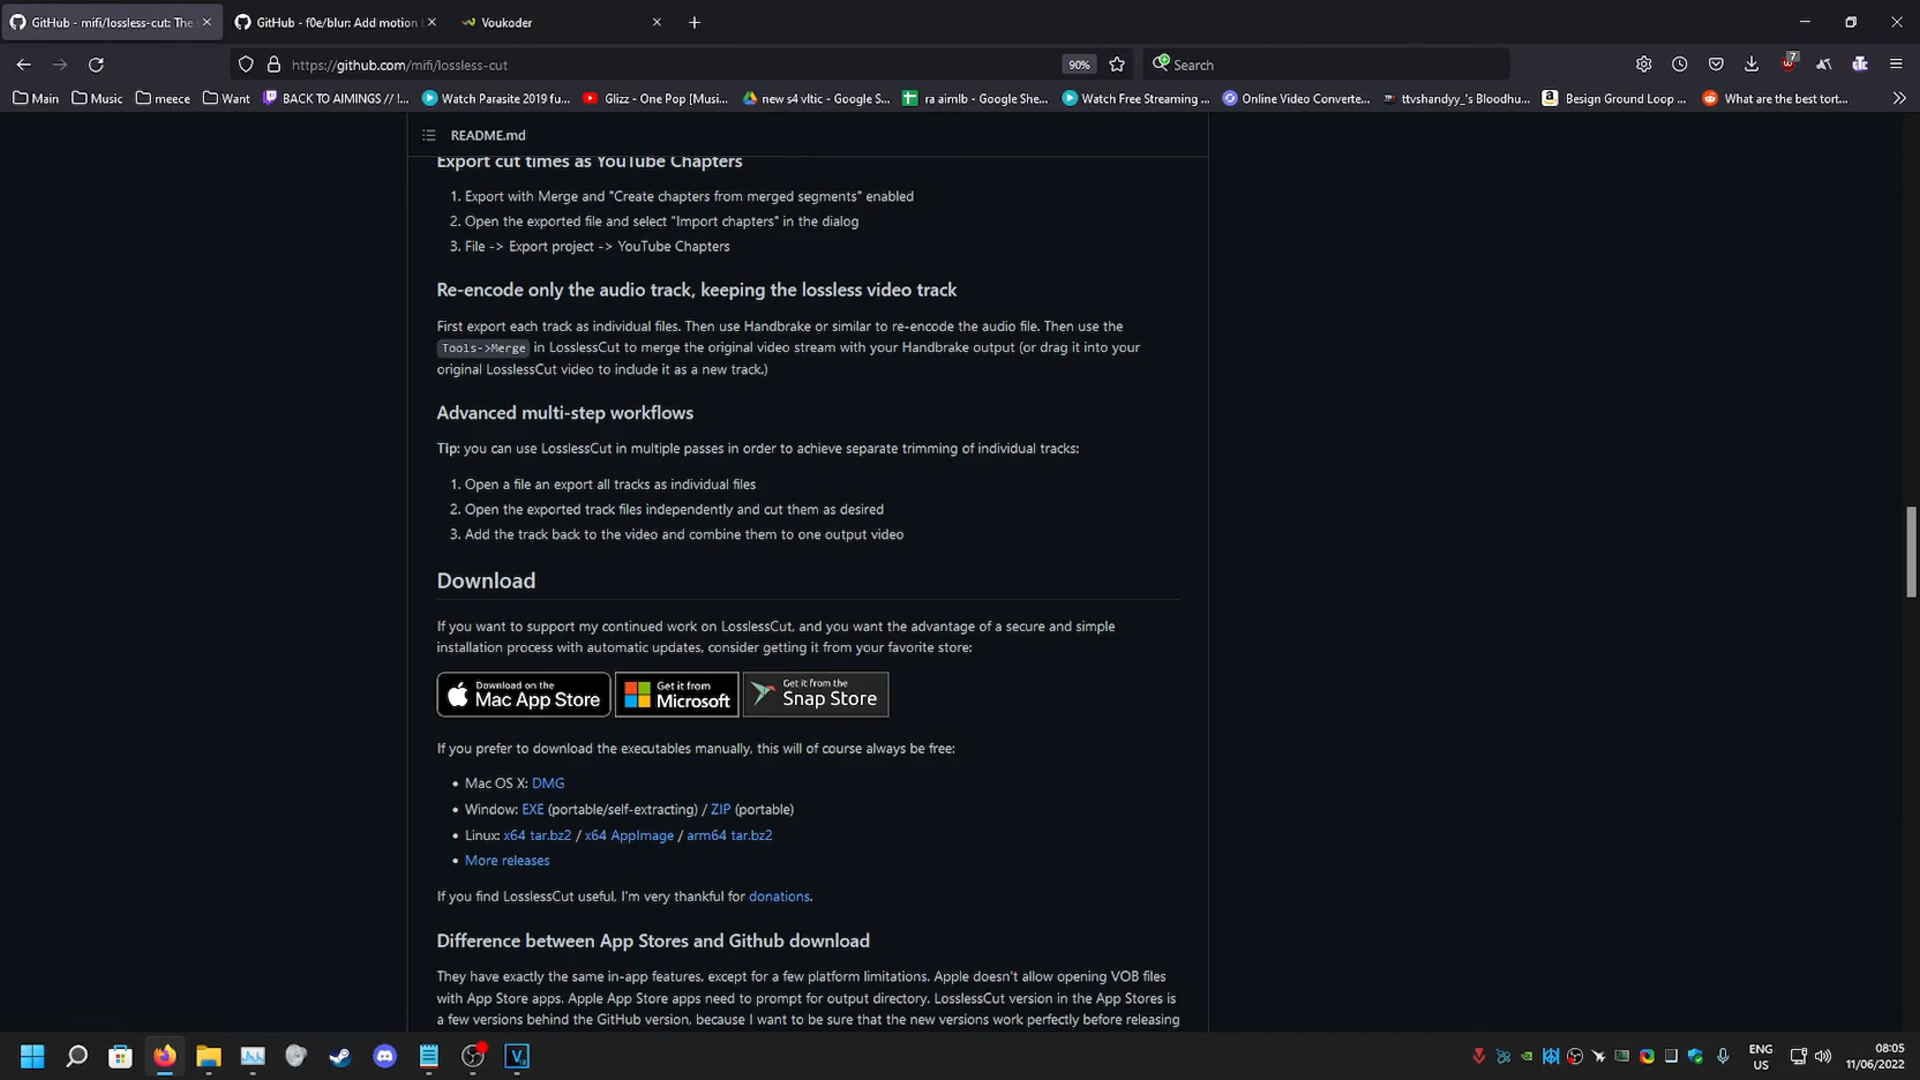 GitHub - mifi/lossless-cut: The
GitHub - f0e/blur: Add motion
Voukoder
https://github.com/mifi/lossless-cut
90%
Search
7
Main
Music
meece
Want
BACK TO AIMINGS // !...
Watch Parasite 2019 fu...
Glizz - One Pop [Musi...
new s4 vltic - Google S...
ra aimlb - Google She...
Watch Free Streaming ...
Online Video Converte...
ttvshandyy_'s Bloodhu...
Besign Ground Loop ...
What are the best tort...
README.md
Export cut times as YouTube Chapters
1. Export with Merge and "Create chapters from merged segments" enabled
2. Open the exported file and select "Import chapters" in the dialog
3. File -> Export project -> YouTube Chapters
Re-encode only the audio track, keeping the lossless video track
First export each track as individual files. Then use Handbrake or similar to re-encode the audio file. Then use the
Tools->Merge in LosslessCut to merge the original video stream with your Handbrake output (or drag it into your
original LosslessCut video to include it as a new track.)
Advanced multi-step workflows
Tip: you can use LosslessCut in multiple passes in order to achieve separate trimming of individual tracks:
1. Open a file an export all tracks as individual files
2. Open the exported track files independently and cut them as desired
3. Add the track back to the video and combine them to one output video
Download
If you want to support my continued work on LosslessCut, and you want the advantage of a secure and simple
installation process with automatic updates, consider getting it from your favorite store:
Download on the
Mac App Store
Get it from
Microsoft
Get it from the
Snap Store
If you prefer to download the executables manually, this will of course always be free:
• Mac OS X: DMG
• Window: EXE (portable/self-extracting) / ZIP (portable)
• Linux: x64 tar.bz2 / x64 AppImage / arm64 tar.bz2
• More releases
If you find LosslessCut useful, I'm very thankful for donations.
Difference between App Stores and Github download
They have exactly the same in-app features, except for a few platform limitations. Apple doesn't allow opening VOB files
with App Store apps. Apple App Store apps need to prompt for output directory. LosslessCut version in the App Stores is
a few versions behind the GitHub version, because I want to be sure that the new versions work perfectly before releasing
ENG
US
08:05
11/06/2022